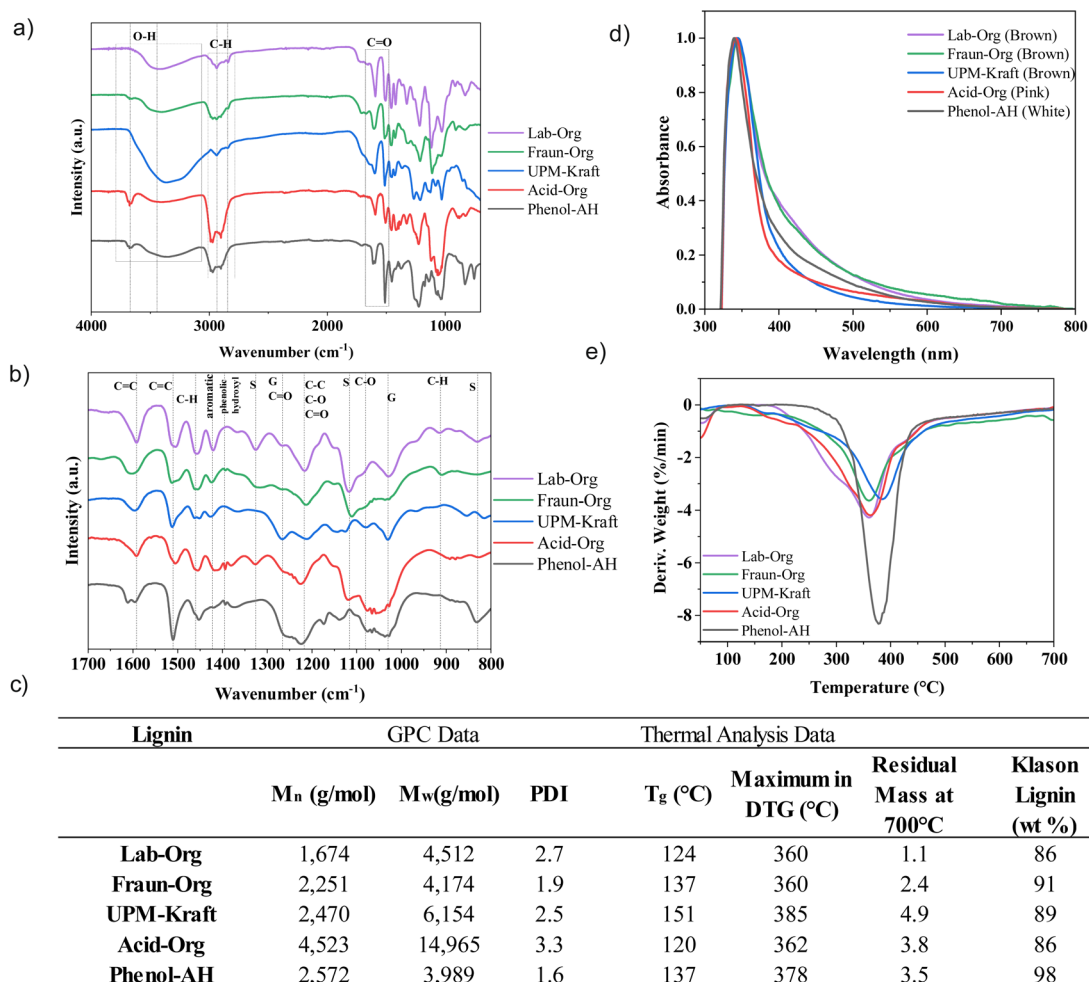 a)
O-H
C-H
C=O
Intensity (a.u.)
Lab-Org
Fraun-Org
UPM-Kraft
Acid-Org
Phenol-AH
4000
3000
2000
1000
Wavenumber (cm-1)
d)
1.0
0.8
0.6
0.4
0.2
0.0
Absorbance
Lab-Org (Brown)
Fraun-Org (Brown)
UPM-Kraft (Brown)
Acid-Org (Pink)
Phenol-AH (White)
300
400
500
600
700
800
Wavelength (nm)
b)
C=C
C=C
C-H
aromatic
phenolic
hydroxyl
S
G
C=O
C-C
C-O
C=O
S
C-O
G
C-H
S
Intensity (a.u.)
Lab-Org
Fraun-Org
UPM-Kraft
Acid-Org
Phenol-AH
1700
1600
1500
1400
1300
1200
1100
1000
900
800
Wavenumber (cm-1)
e)
0
-2
-4
-6
-8
Deriv. Weight (%/min)
Lab-Org
Fraun-Org
UPM-Kraft
Acid-Org
Phenol-AH
100
200
300
400
500
600
700
Temperature (°C)
c)
Lignin GPC Data Thermal Analysis Data
Mn (g/mol) Mw(g/mol) PDI Tg (°C) Maximum in DTG (°C) Residual Mass at 700°C Klason Lignin (wt %)
Lab-Org 1,674 4,512 2.7 124 360 1.1 86
Fraun-Org 2,251 4,174 1.9 137 360 2.4 91
UPM-Kraft 2,470 6,154 2.5 151 385 4.9 89
Acid-Org 4,523 14,965 3.3 120 362 3.8 86
Phenol-AH 2,572 3,989 1.6 137 378 3.5 98